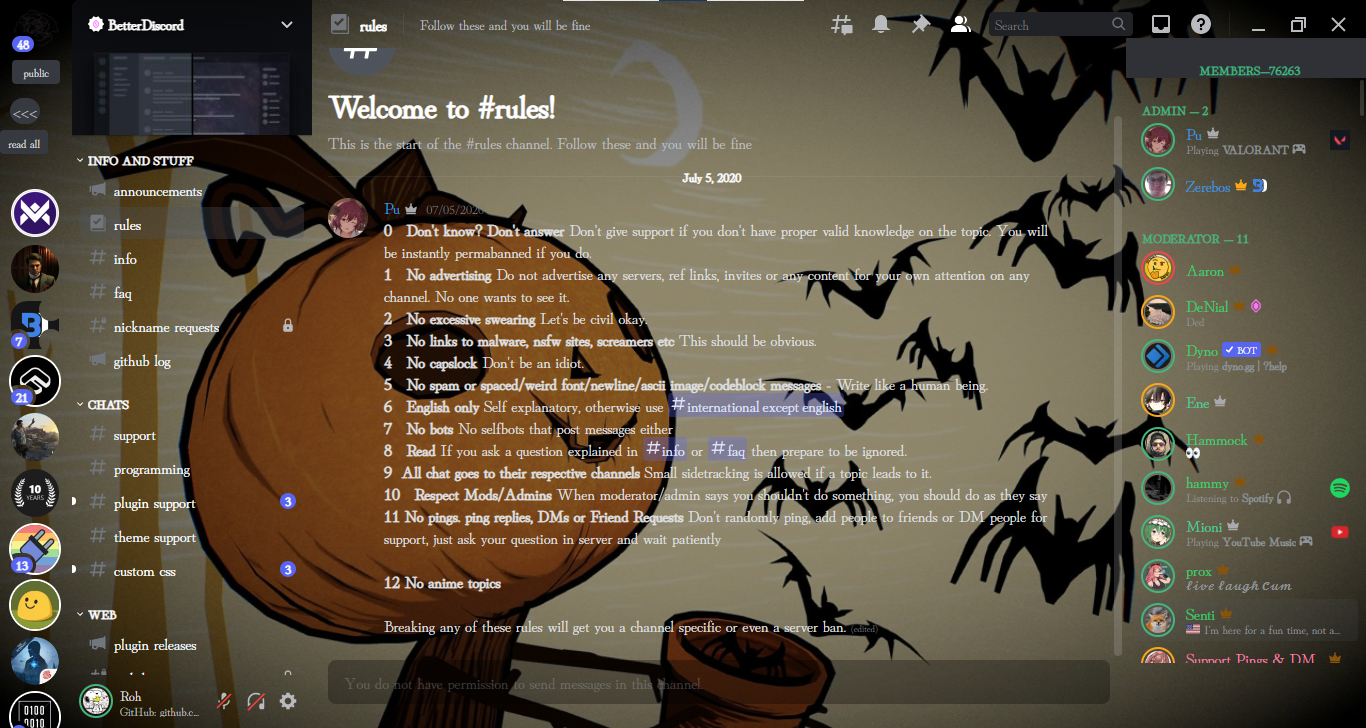 48
public
<<<
read all
7
21
10
YEARS
13
BetterDiscord
INFO AND STUFF
announcements
rules
info
faq
nickname requests
github log
CHATS
support
programming
plugin support 3
theme support
custom css 3
WEB
plugin releases
Roh
GitHub: github.c...
rules Follow these and you will be fine
Search
Welcome to #rules!
This is the start of the #rules channel. Follow these and you will be fine
July 5, 2020
Pu 07/05/2020
0 Don't know? Don't answer Don't give support if you don't have proper valid knowledge on the topic. You will
be instantly permabanned if you do.
1 No advertising Do not advertise any servers, ref links, invites or any content for your own attention on any
channel. No one wants to see it.
2 No excessive swearing Let's be civil okay.
3 No links to malware, nsfw sites, screamers etc This should be obvious.
4 No capslock Don't be an idiot.
5 No spam or spaced/weird font/newline/ascii image/codeblock messages - Write like a human being.
6 English only Self explanatory, otherwise use #international except english
7 No bots No selfbots that post messages either
8 Read If you ask a question explained in #info or #faq then prepare to be ignored.
9 All chat goes to their respective channels Small sidetracking is allowed if a topic leads to it.
10 Respect Mods/Admins When moderator/admin says you shouldn't do something, you should do as they say
11 No pings. ping replies, DMs or Friend Requests Don't randomly ping, add people to friends or DM people for
support, just ask your question in server and wait patiently
12 No anime topics
Breaking any of these rules will get you a channel specific or even a server ban. (edited)
You do not have permission to send messages in this channel.
MEMBERS—76263
ADMIN — 2
Pu
Playing VALORANT
Zerebos
MODERATOR — 11
Aaron
DeNial
Ded
Dyno BOT
Playing dyno.gg | ?help
Ene
Hammock
hammy
Listening to Spotify
Mioni
Playing YouTube Music
prox
live laugh cum
Senti
I'm here for a fun time, not a...
Support Pings & DM